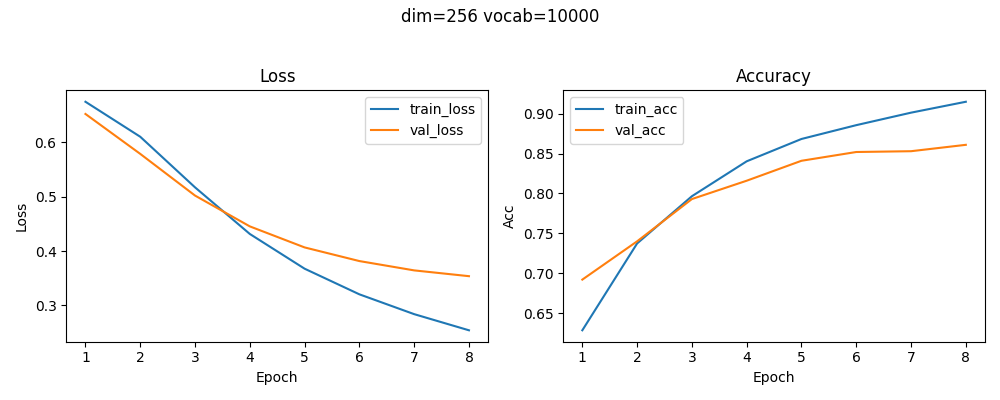 dim=256 vocab=10000
Loss
train_loss
val_loss
Loss
0.6
0.5
0.4
0.3
1 2 3 4 5 6 7 8
Epoch
Accuracy
train_acc
val_acc
Acc
0.90
0.85
0.80
0.75
0.70
0.65
1 2 3 4 5 6 7 8
Epoch